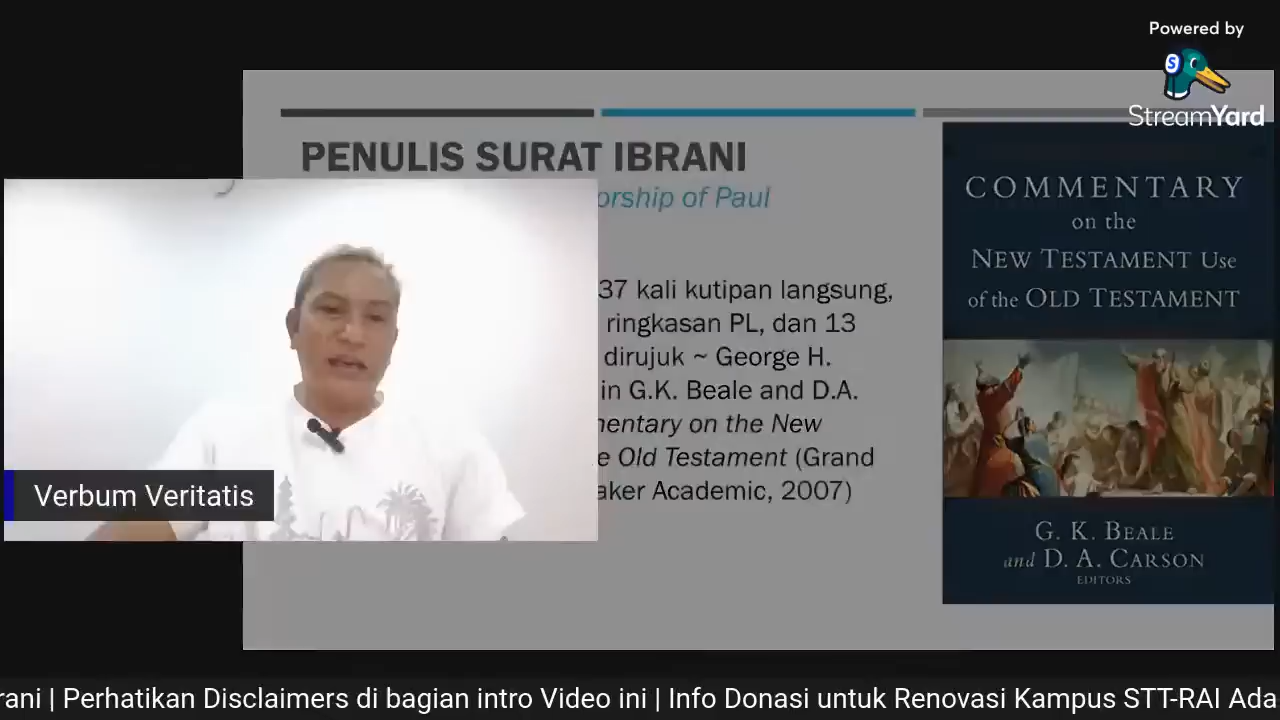 Powered by
StreamYard
PENULIS SURAT IBRANI
orship of Paul
37 kali kutipan langsung,
ringkasan PL, dan 13
dirujuk ~ George H.
in G.K. Beale and D.A.
mentary on the New
e Old Testament (Grand
aker Academic, 2007)
COMMENTARY
on the
NEW TESTAMENT Use
of the OLD TESTAMENT
G. K. BEALE
and D. A. CARSON
EDITORS
Verbum Veritatis
rani | Perhatikan Disclaimers di bagian intro Video ini | Info Donasi untuk Renovasi Kampus STT-RAI Ada